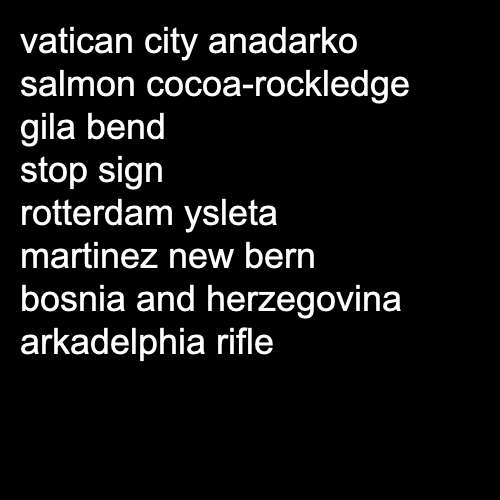 vatican city anadarko
salmon cocoa-rockledge
gila bend
stop sign
rotterdam ysleta
martinez new bern
bosnia and herzegovina
arkadelphia rifle